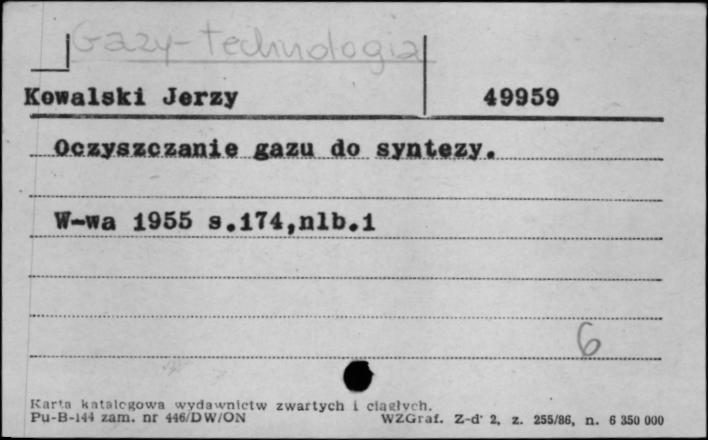 Gazy-technologia
Kowalski Jerzy 49959
Oczyszczanie gazu do syntezy.
W-wa 1955 s.174,nlb.1
6
Karta katalogowa wydawnictw zwartych i ciągłych.
Pu-B-144 zam. nr 446/DW/ON WZGraf. Z-d 2, z. 255/86, n. 6 350 000